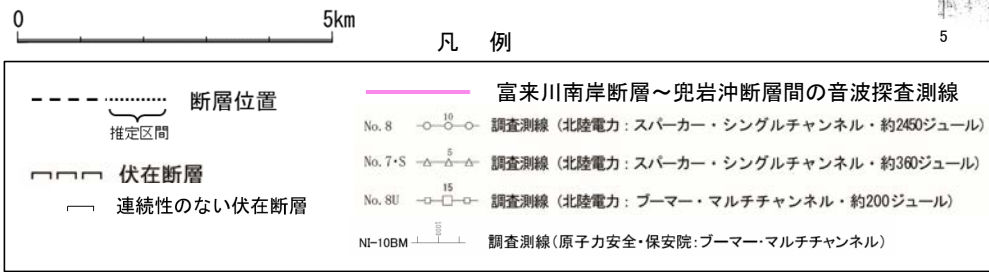 0 5km
5
凡 例
断層位置
推定区間
伏在断層
連続性のない伏在断層
富来川南岸断層～兜岩沖断層間の音波探査測線
No. 8 10 調査測線（北陸電力：スパーカー・シングルチャンネル・約2450ジュール）
No. 7・S 5 調査測線（北陸電力：スパーカー・シングルチャンネル・約360ジュール）
No. 8U 15 調査測線（北陸電力：ブーマー・マルチチャンネル・約200ジュール）
NI-10BM 1000 調査測線(原子力安全・保安院：ブーマー・マルチチャンネル)